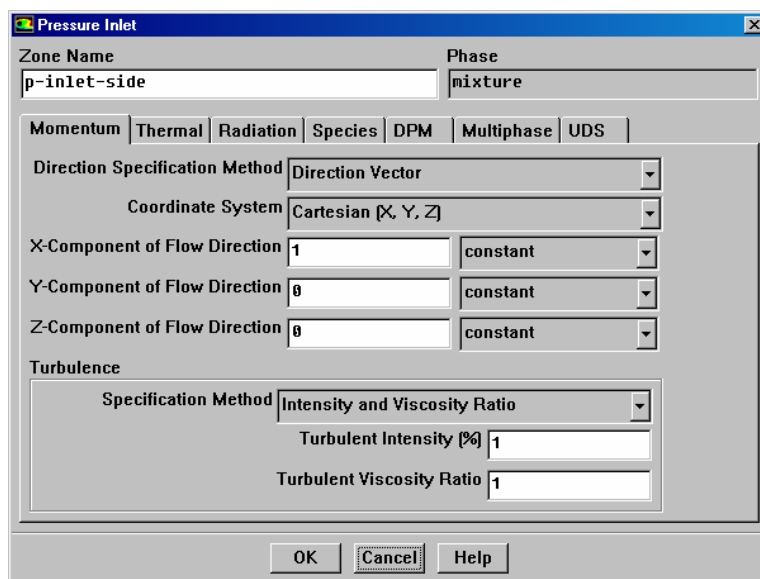 Pressure Inlet
Zone Name Phase
p-inlet-side mixture
Momentum Thermal Radiation Species DPM Multiphase UDS
Direction Specification Method Direction Vector
Coordinate System Cartesian (X, Y, Z)
X-Component of Flow Direction 1 constant
Y-Component of Flow Direction 0 constant
Z-Component of Flow Direction 0 constant
Turbulence
Specification Method Intensity and Viscosity Ratio
Turbulent Intensity (%) 1
Turbulent Viscosity Ratio 1
OK Cancel Help